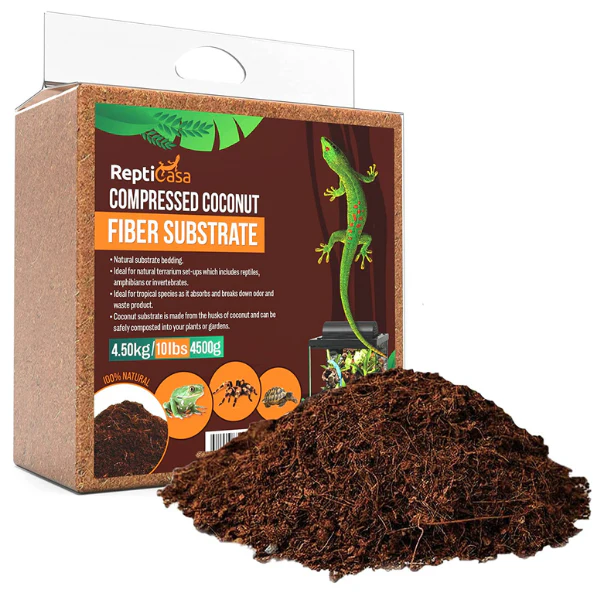 ReptiCasa
COMPRESSED COCONUT
FIBER SUBSTRATE
• Natural substrate bedding.
• Ideal for natural terrarium set-ups which includes reptiles,
amphibians or invertebrates.
• Ideal for tropical species as it absorbs and breaks down odor and
waste product.
• Coconut substrate is made from the husks of coconut and can be
safely composted into your plants or gardens.
4.50kg/10lbs 4500g
100% NATURAL